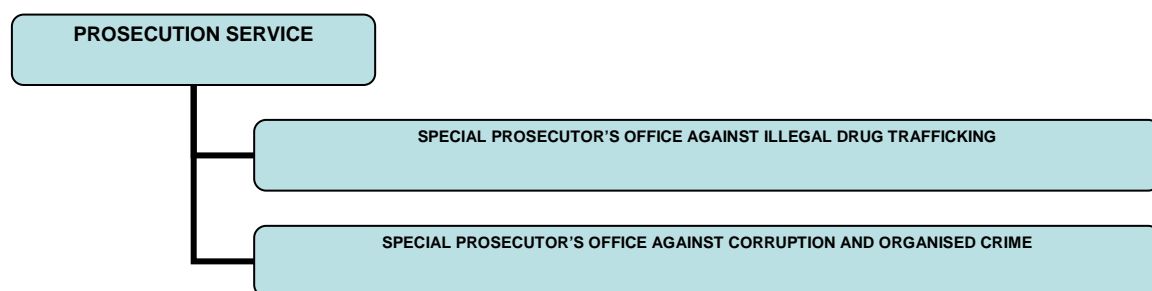 PROSECUTION SERVICE
SPECIAL PROSECUTOR’S OFFICE AGAINST ILLEGAL DRUG TRAFFICKING
SPECIAL PROSECUTOR’S OFFICE AGAINST CORRUPTION AND ORGANISED CRIME